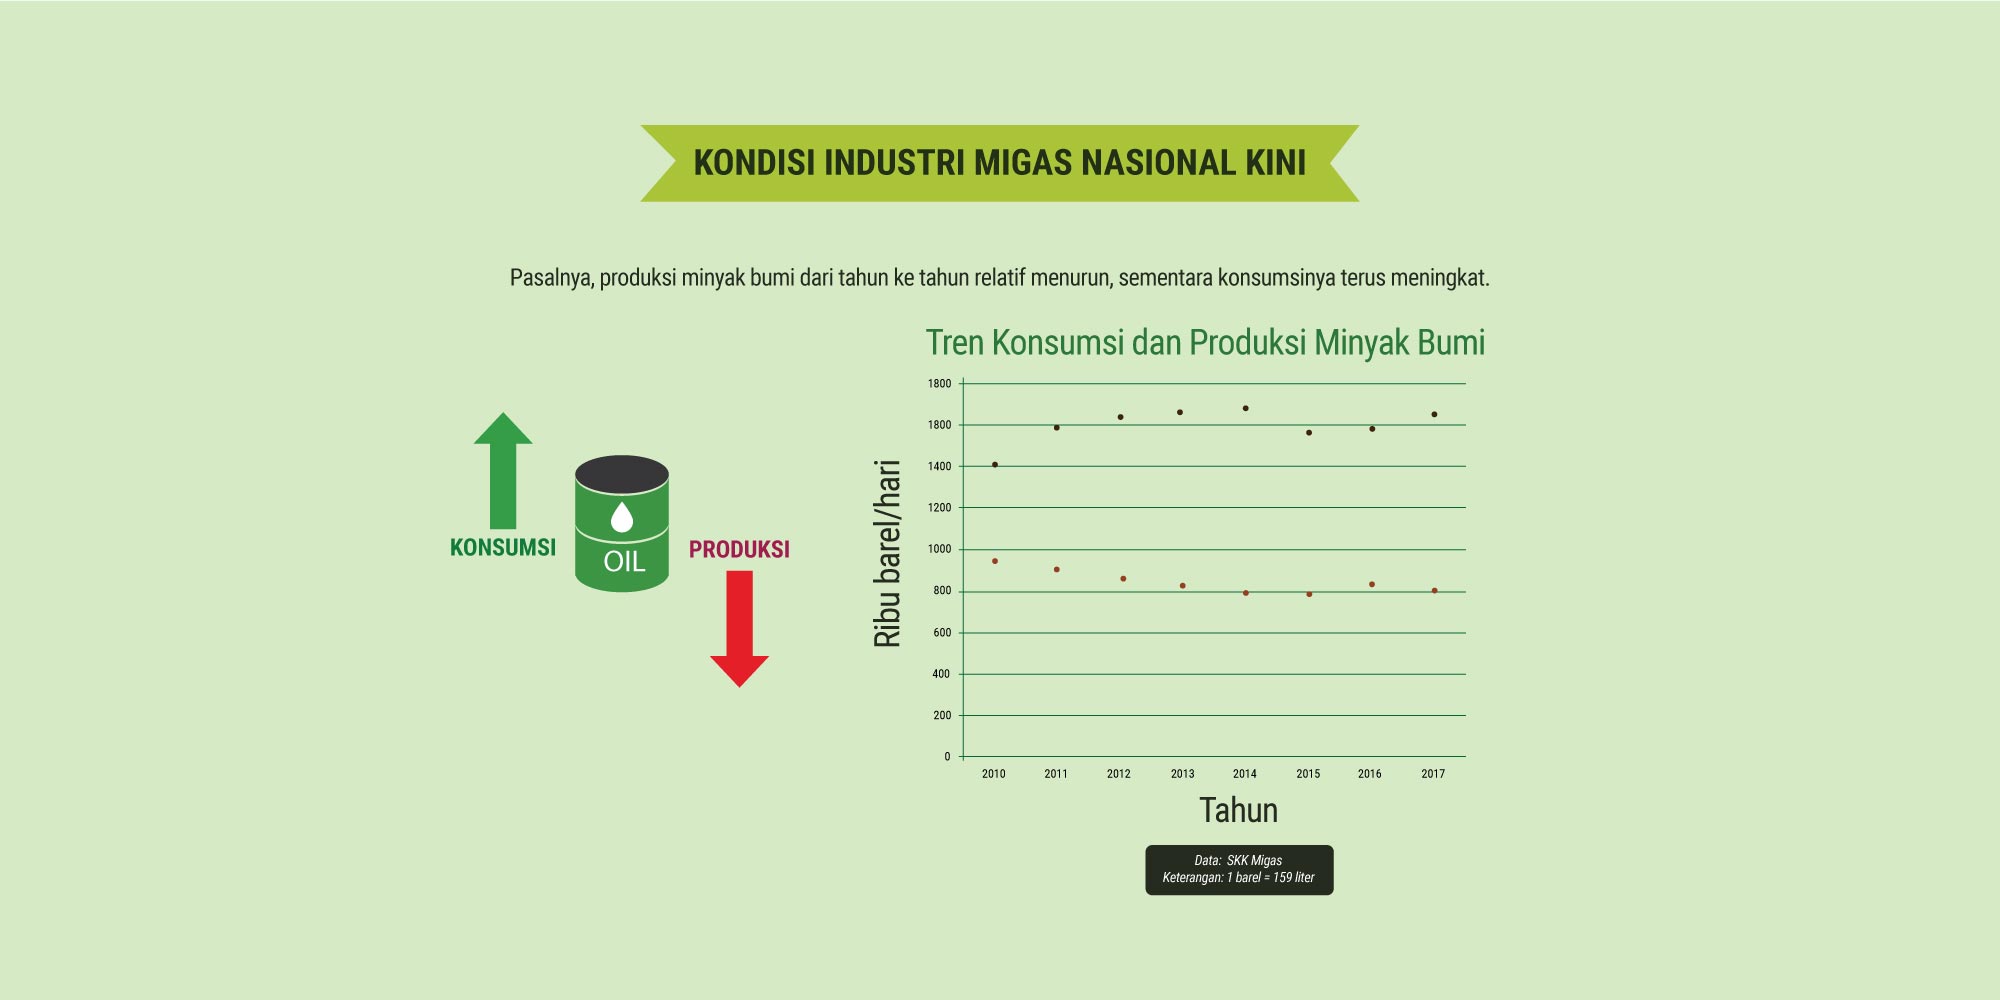 KONDISI INDUSTRI MIGAS NASIONAL KINI
Pasalnya, produksi minyak bumi dari tahun ke tahun relatif menurun, sementara konsumsinya terus meningkat.
Tren Konsumsi dan Produksi Minyak Bumi
KONSUMSI
OIL
PRODUKSI
Ribu barel/hari
1800
1800
1400
1200
1000
800
600
400
200
0
2010 2011 2012 2013 2014 2015 2016 2017
Tahun
Data: SKK Migas
Keterangan: 1 barel = 159 liter